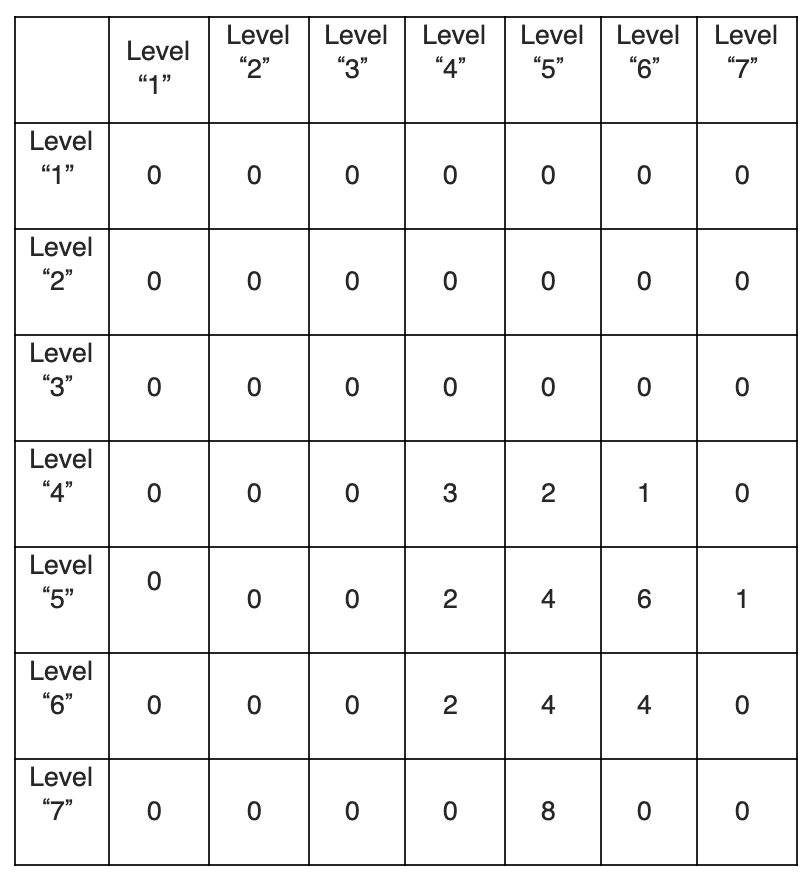 Level "1" Level “2” Level “3” Level “4” Level “5” Level “6” Level “7”
Level “1” 0 0 0 0 0 0 0
Level “2” 0 0 0 0 0 0 0
Level “3” 0 0 0 0 0 0 0
Level “4” 0 0 0 3 2 1 0
Level “5” 0 0 0 2 4 6 1
Level “6” 0 0 0 2 4 4 0
Level “7” 0 0 0 0 8 0 0